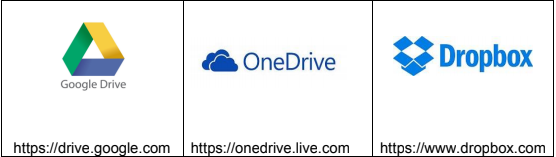 Google Drive
OneDrive
Dropbox
https://drive.google.com
https://onedrive.live.com
https://www.dropbox.com